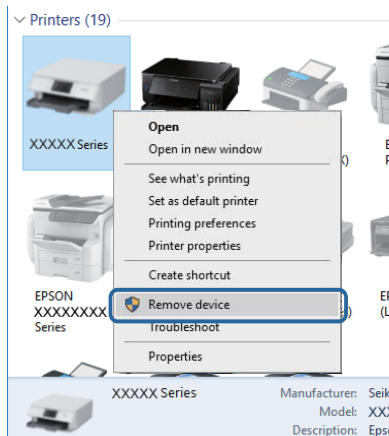 Printers (19)
XXXXX Series
Open
Open in new window
See what's printing
Set as default printer
Printing preferences
Printer properties
Create shortcut
Remove device
Troubleshoot
Properties
EPSON
XXXXXXXX
Series
XXXXX Series
Manufacturer:
Model:
Description: